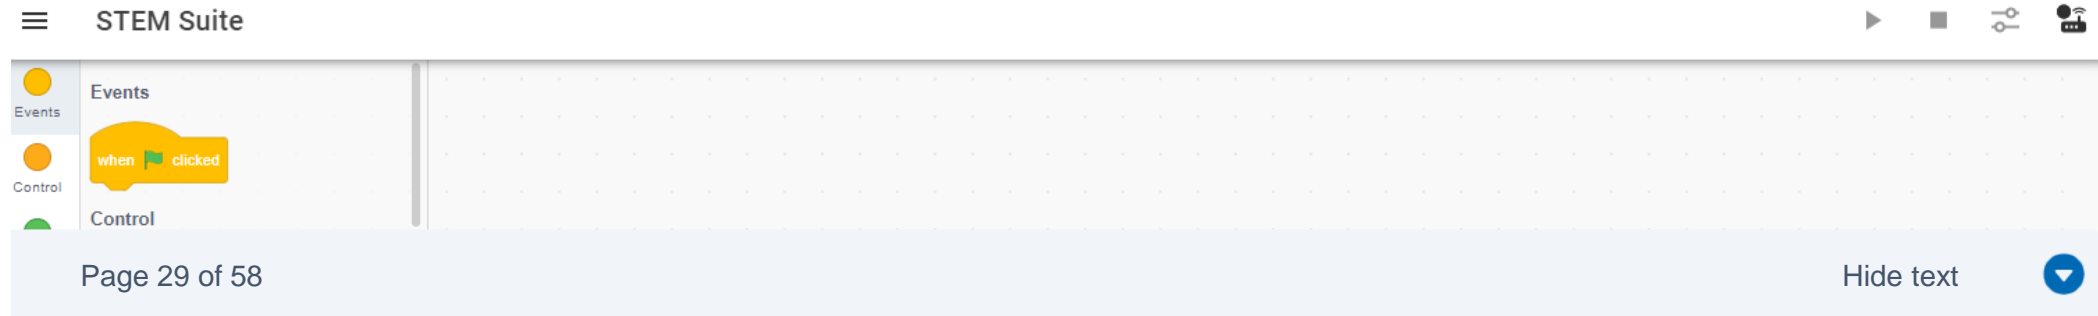 STEM Suite
Events
Events
when clicked
Control
Control
Page 29 of 58
Hide text